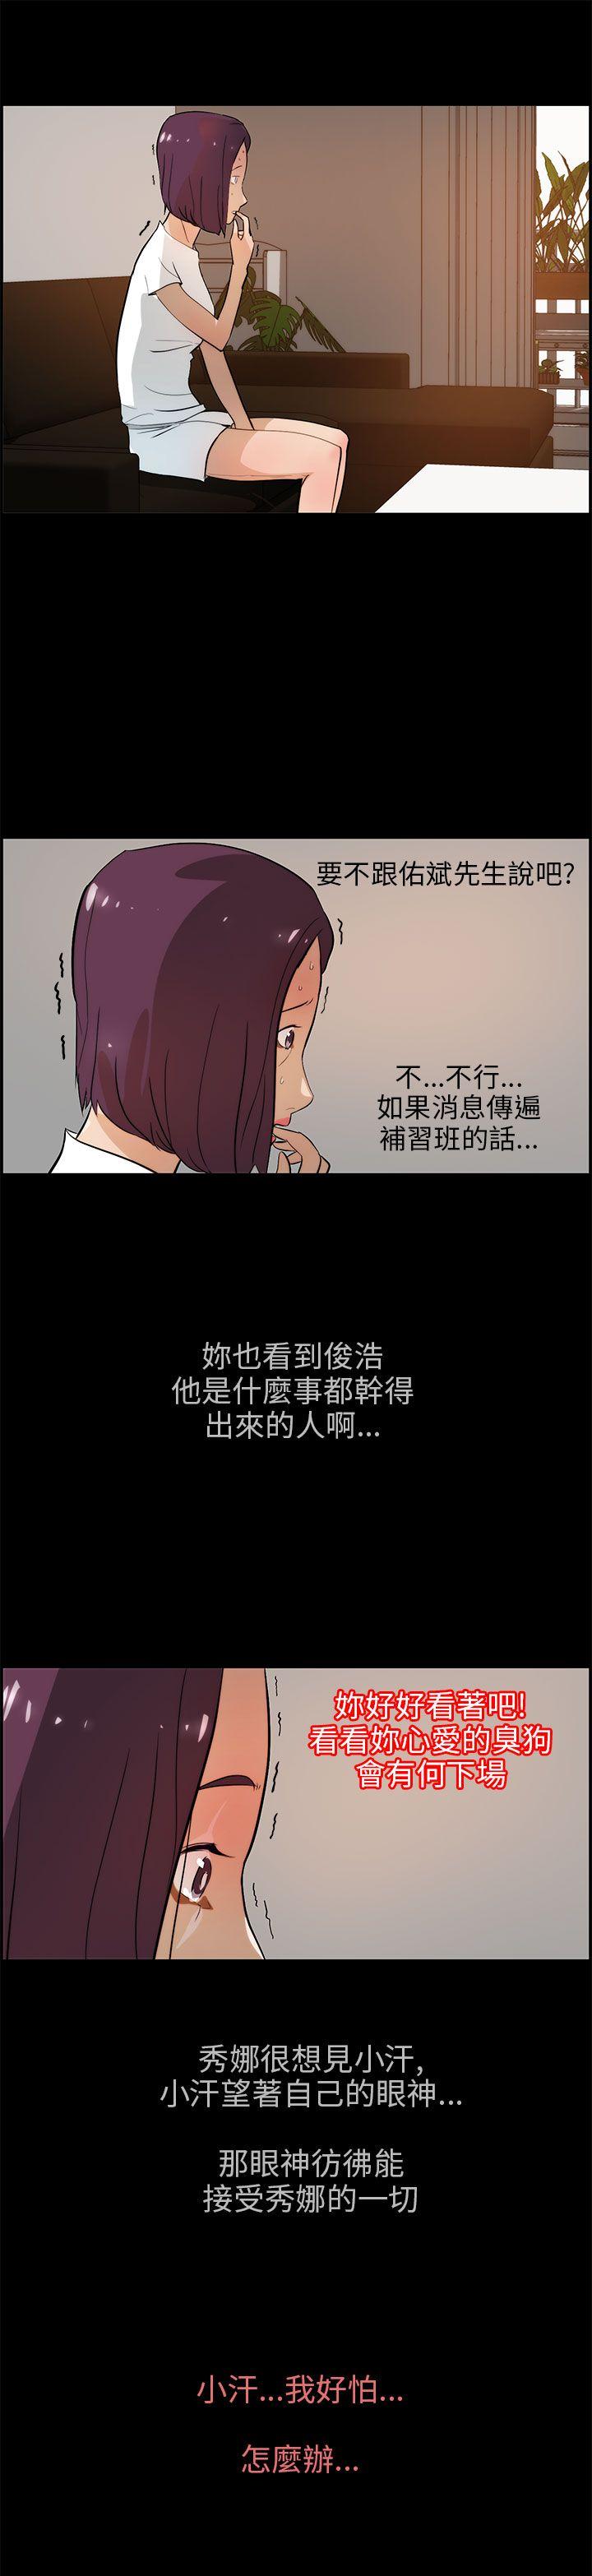 要不跟佑斌先生說吧?
不...不行...
如果消息傳遍
補習班的話...
妳也看到俊浩
他是什麼事都幹得
出來的人啊...
妳好好看著吧!
看看妳心愛的臭狗
會有何下場
秀娜很想見小汗,
小汗望著自己的眼神...
那眼神彷彿能
接受秀娜的一切
小汗...我好怕...
怎麼辦...